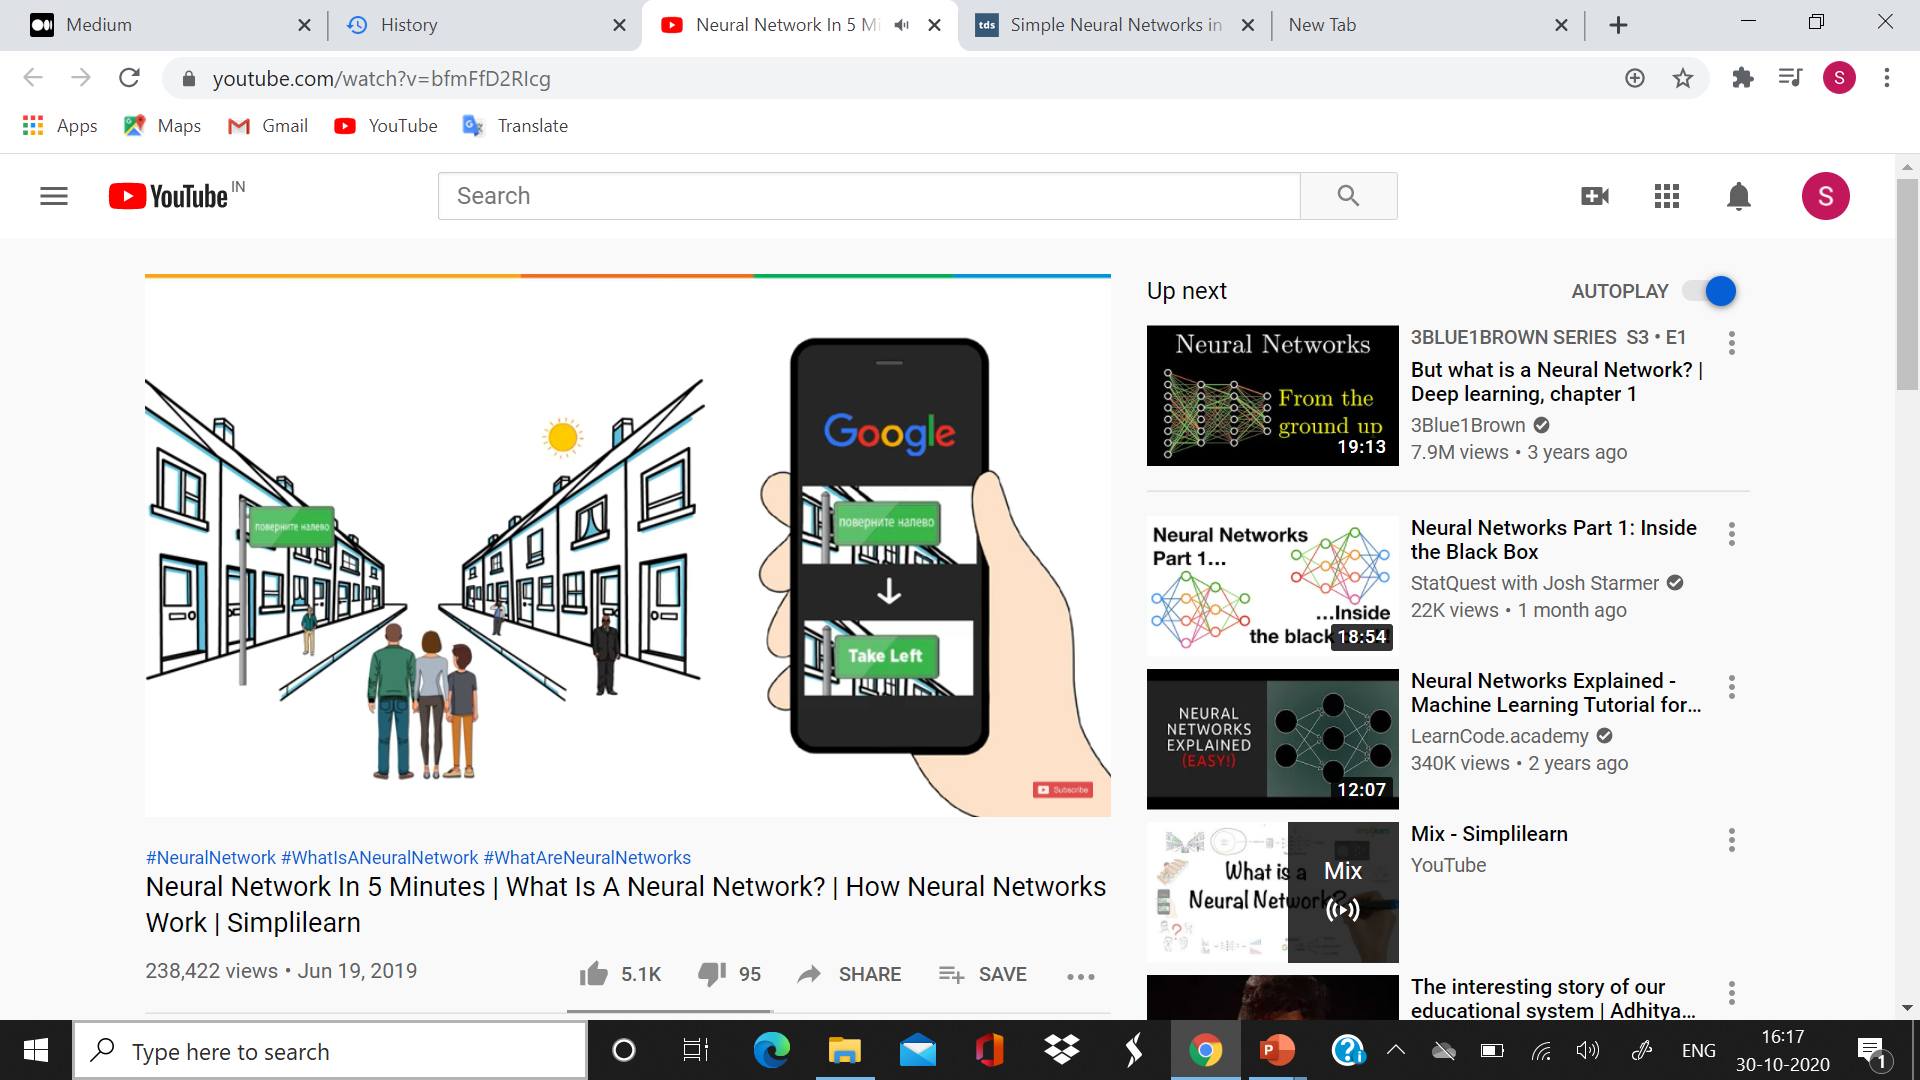 Medium
History
Neural Network In 5 Mi
tds
Simple Neural Networks in
New Tab
youtube.com/watch?v=bfmFfD2RIcg
S
Apps
Maps
Gmail
YouTube
Translate
YouTube IN
Search
S
Up next
AUTOPLAY
поверните налево
Google
поверните налево
Take Left
Subscribe
#NeuralNetwork #WhatIsANeuralNetwork #WhatAreNeuralNetworks
Neural Network In 5 Minutes | What Is A Neural Network? | How Neural Networks
Work | Simplilearn
238,422 views • Jun 19, 2019
5.1K
95
SHARE
SAVE
Neural Networks
From the
ground up
19:13
3BLUE1BROWN SERIES S3 • E1
But what is a Neural Network? |
Deep learning, chapter 1
3Blue1Brown
7.9M views • 3 years ago
Neural Networks
Part 1...
...Inside
the black
18:54
Neural Networks Part 1: Inside
the Black Box
StatQuest with Josh Starmer
22K views • 1 month ago
NEURAL
NETWORKS
EXPLAINED
(EASY!)
12:07
Neural Networks Explained -
Machine Learning Tutorial for...
LearnCode.academy
340K views • 2 years ago
What is a
Neural Network?
Mix
Mix - Simplilearn
YouTube
The interesting story of our
educational system | Adhitya...
Type here to search
ENG
16:17
30-10-2020
1